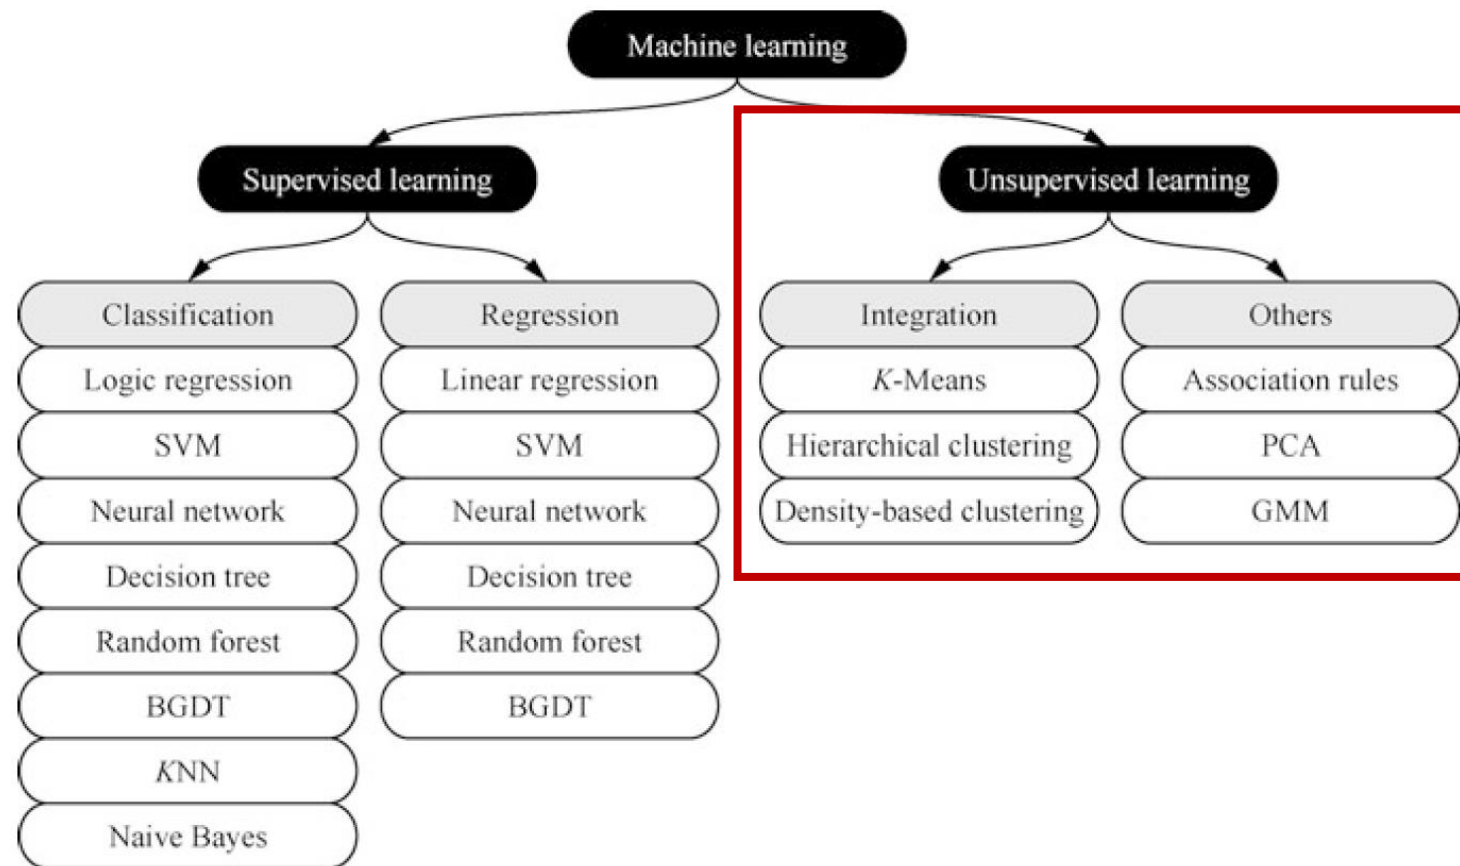 Machine learning
Supervised learning
Unsupervised learning
Classification
Logic regression
SVM
Neural network
Decision tree
Random forest
BGDT
KNN
Naive Bayes
Regression
Linear regression
SVM
Neural network
Decision tree
Random forest
BGDT
Integration
K-Means
Hierarchical clustering
Density-based clustering
Others
Association rules
PCA
GMM